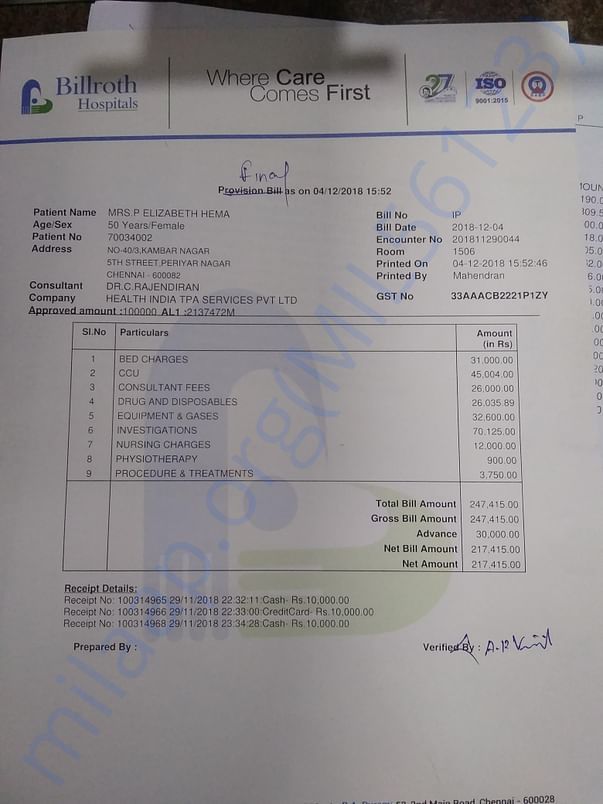 Billroth
Hospitals
Where Care
Comes First
27
ISO
9001:2015
Final
Provision Bill as on 04/12/2018 15:52
Patient Name MRS.P ELIZABETH HEMA
Age/Sex 50 Years/Female
Patient No 70034002
Address NO-40/3,KAMBAR NAGAR
5TH STREET,PERIYAR NAGAR
CHENNAI - 600082
Consultant DR.C.RAJENDIRAN
Company HEALTH INDIA TPA SERVICES PVT LTD
Approved amount :100000 AL1 :2137472M
Bill No IP
Bill Date 2018-12-04
Encounter No 201811290044
Room 1506
Printed On 04-12-2018 15:52:46
Printed By Mahendran
GST No 33AAACB2221P1ZY
Sl.No Particulars Amount
(in Rs)
1 BED CHARGES 31,000.00
2 CCU 45,004.00
3 CONSULTANT FEES 26,000.00
4 DRUG AND DISPOSABLES 26,035.89
5 EQUIPMENT & GASES 32,600.00
6 INVESTIGATIONS 70,125.00
7 NURSING CHARGES 12,000.00
8 PHYSIOTHERAPY 900.00
9 PROCEDURE & TREATMENTS 3,750.00
Total Bill Amount 247,415.00
Gross Bill Amount 247,415.00
Advance 30,000.00
Net Bill Amount 217,415.00
Net Amount 217,415.00
Receipt Details:
Receipt No: 100314965 29/11/2018 22:32:11:Cash- Rs.10,000.00
Receipt No: 100314966 29/11/2018 22:33:00:CreditCard- Rs.10,000.00
Receipt No: 100314968 29/11/2018 23:34:28:Cash- Rs.10,000.00
Prepared By :
Verified By :
2nd Main Road, Chennai - 600028
milaap.org(MIL56123)